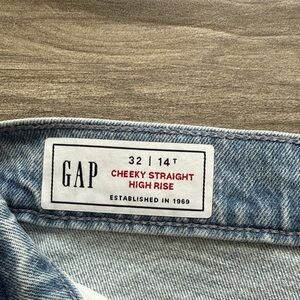 GAP
32 | 14ᵀ
CHEEKY STRAIGHT
HIGH RISE
ESTABLISHED IN 1969